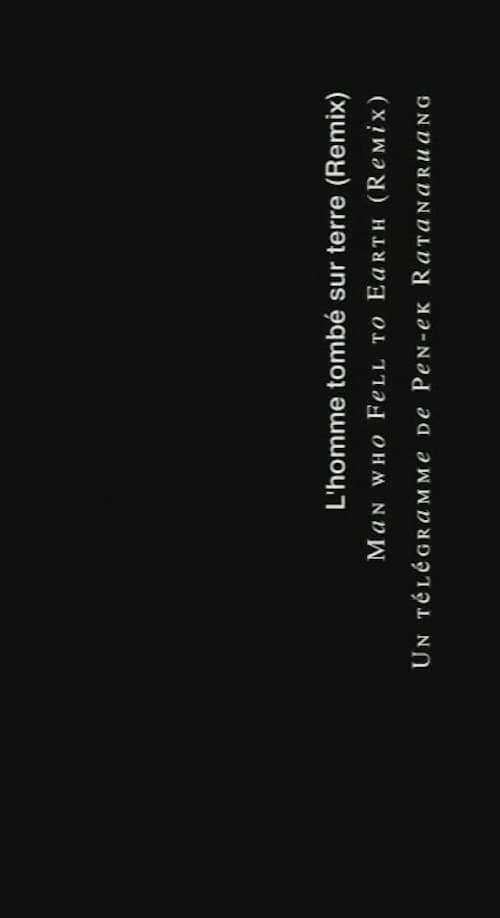 L'homme tombé sur terre (Remix)
MaN WHo FeLL To EaRTH (ReMix)
UN TéLéGRaMMe De PeN-eK RaTaNaRuaNG